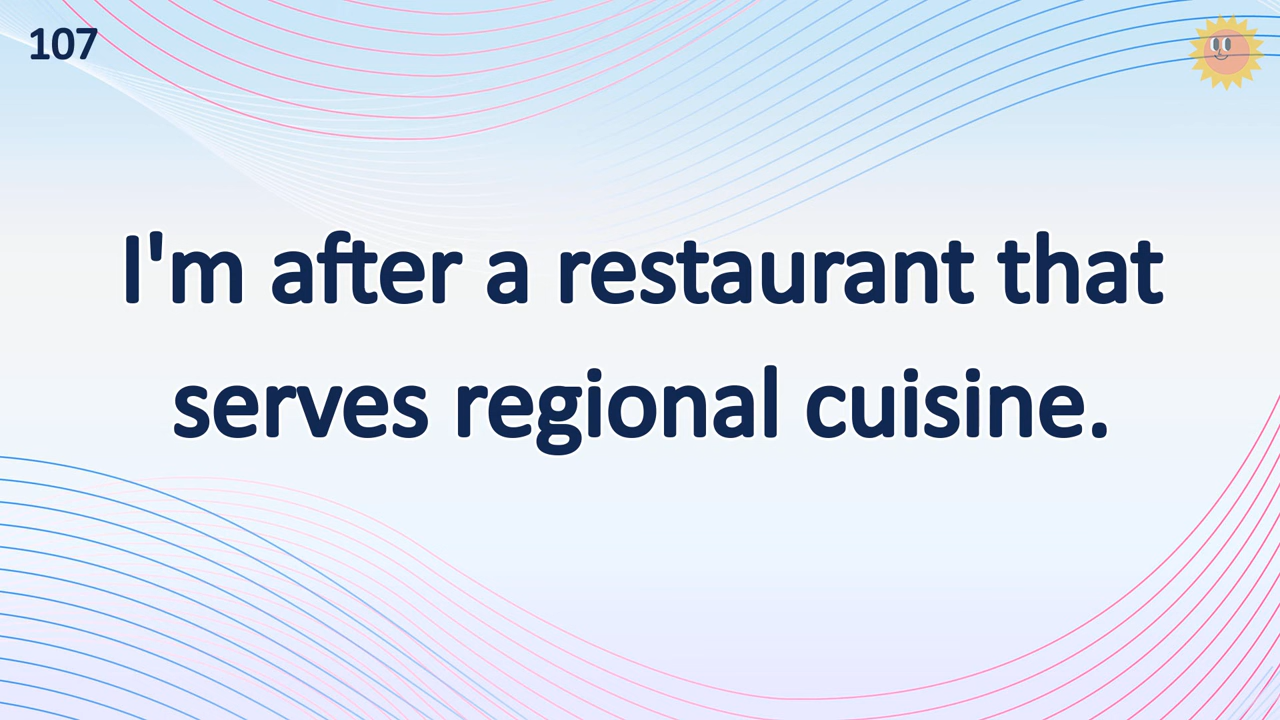 107
I'm after a restaurant that
serves regional cuisine.